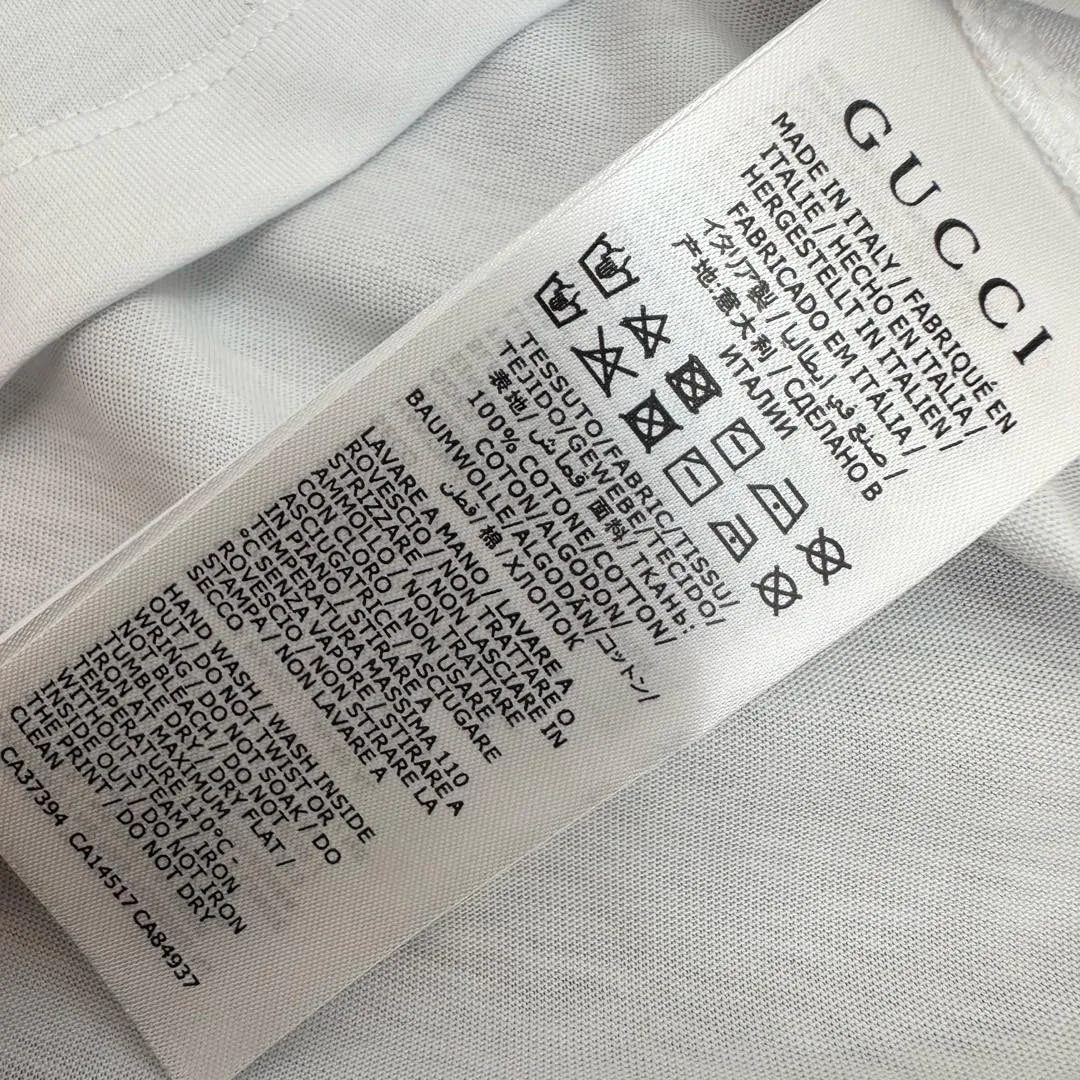 GUCCI
MADE IN ITALY / FABRIQUÉ EN
ITALIE / HECHO EN ITALIA /
HERGESTELLT IN ITALIEN /
FABRICADO EM ITÁLIA /
イタリア製 / صنع في إيطاليا /
产地:意大利 / СДЕЛАНО В
ИТАЛИИ
TESSUTO/FABRIC/TISSU/
TEJIDO/GEWEBE/TECIDO/
表地/ قماش / 面料/ ТКАНЬ:
100% COTONE/COTTON/
COTON/ALGODON/
BAUMWOLLE/ALGODÁN/コットン/
قطن / 棉 / ХЛОПОК
LAVARE A MANO / LAVARE A
ROVESCIO / NON TRATTARE O
STRIZZARE / NON LASCIARE IN
AMMOLLO / NON TRATTARE
CON CLORO / NON USARE
ASCIUGATRICE / ASCIUGARE
IN PIANO / STIRARE A
TEMPERATURA MASSIMA 110
°C SENZA VAPORE / STIRARE A
ROVESCIO / NON STIRARE LA
STAMPA / NON LAVARE A
SECCO
HAND WASH / WASH INSIDE
OUT / DO NOT TWIST OR
WRING / DO NOT SOAK / DO
NOT BLEACH / DO NOT
TUMBLE DRY / DRY FLAT /
IRON AT MAXIMUM
TEMPERATURE 110°C -
WITHOUT STEAM / IRON
INSIDE OUT / DO NOT IRON
THE PRINT / DO NOT DRY
CLEAN
CA37394 CA14517 CA84937